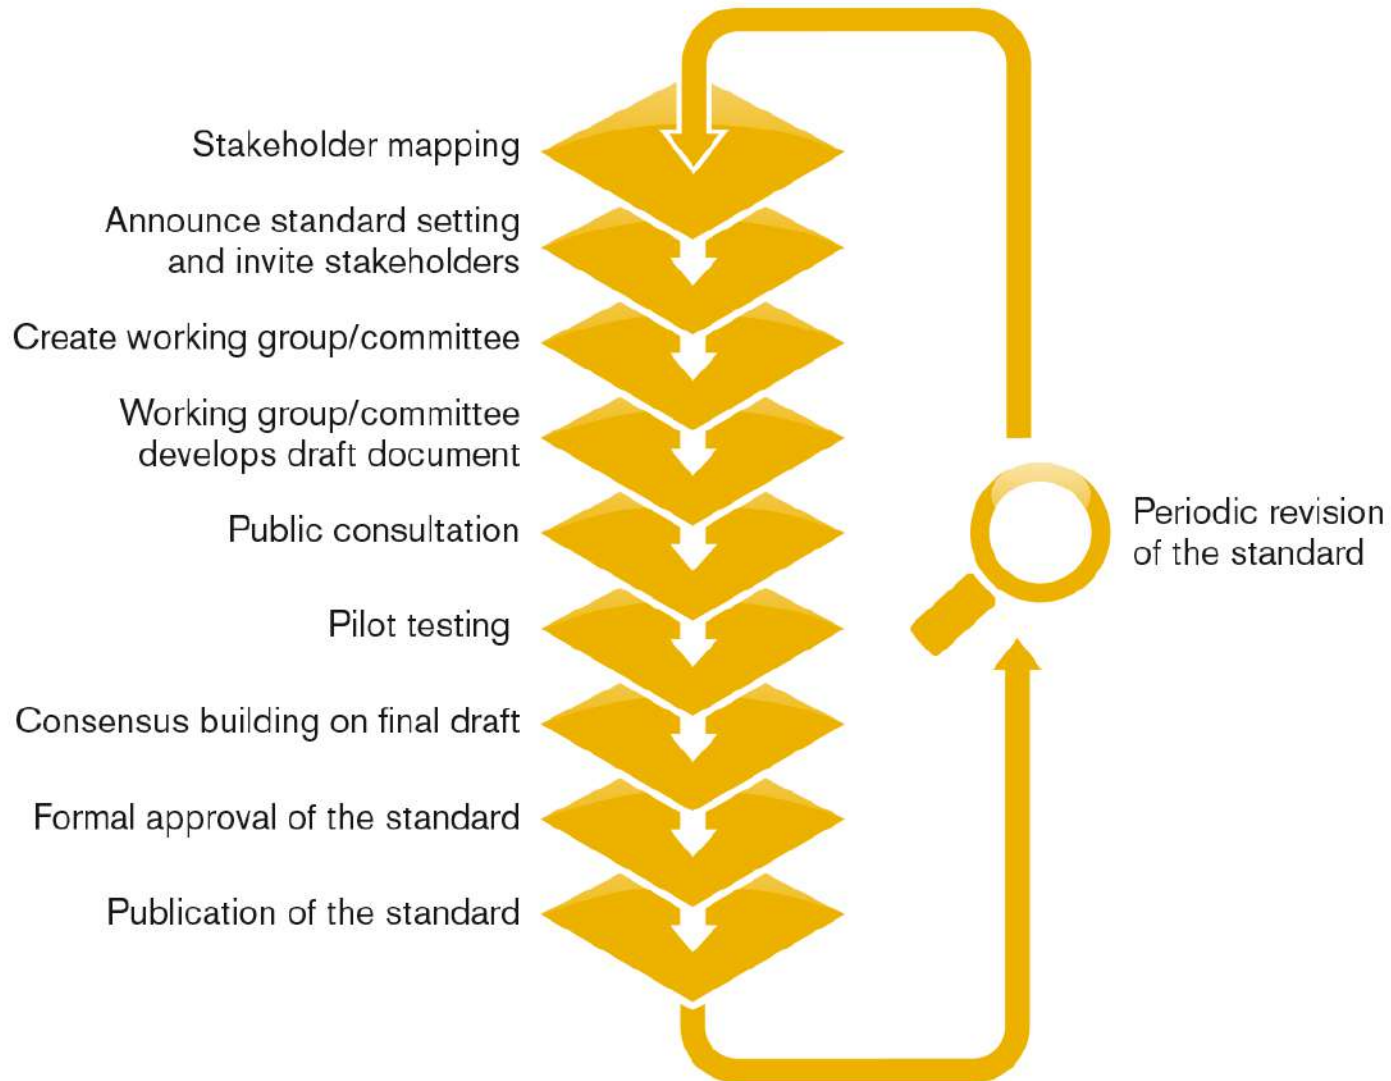 Stakeholder mapping
Announce standard setting
and invite stakeholders
Create working group/committee
Working group/committee
develops draft document
Public consultation
Pilot testing
Consensus building on final draft
Formal approval of the standard
Publication of the standard
Periodic revision
of the standard